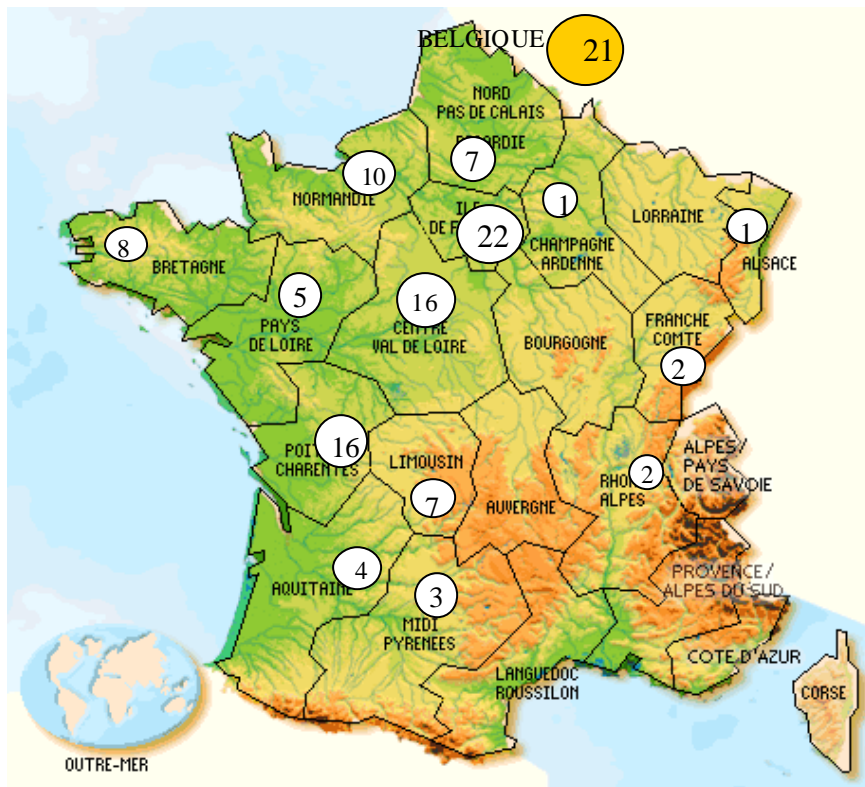 BELGIQUE
21
NORD
PAS DE CALAIS
7
10
NORMANDIE
1
LORRAINE
ILE
22
CHAMPAGNE
ARDENNE
1
ALSACE
8
BRETAGNE
5
PAYS
DE LOIRE
16
CENTRE
VAL DE LOIRE
BOURGOGNE
FRANCHE
COMTE
2
16
CHARENTES
LIMOUSIN
7
AUVERGNE
2
RHONE
ALPES
ALPES/
PAYS
DE SAVOIE
4
AQUITAINE
3
MIDI
PYRENEES
PROVENCE/
ALPES DU SUD
COTE D'AZUR
LANGUEDOC
ROUSSILON
CORSE
OUTRE-MER